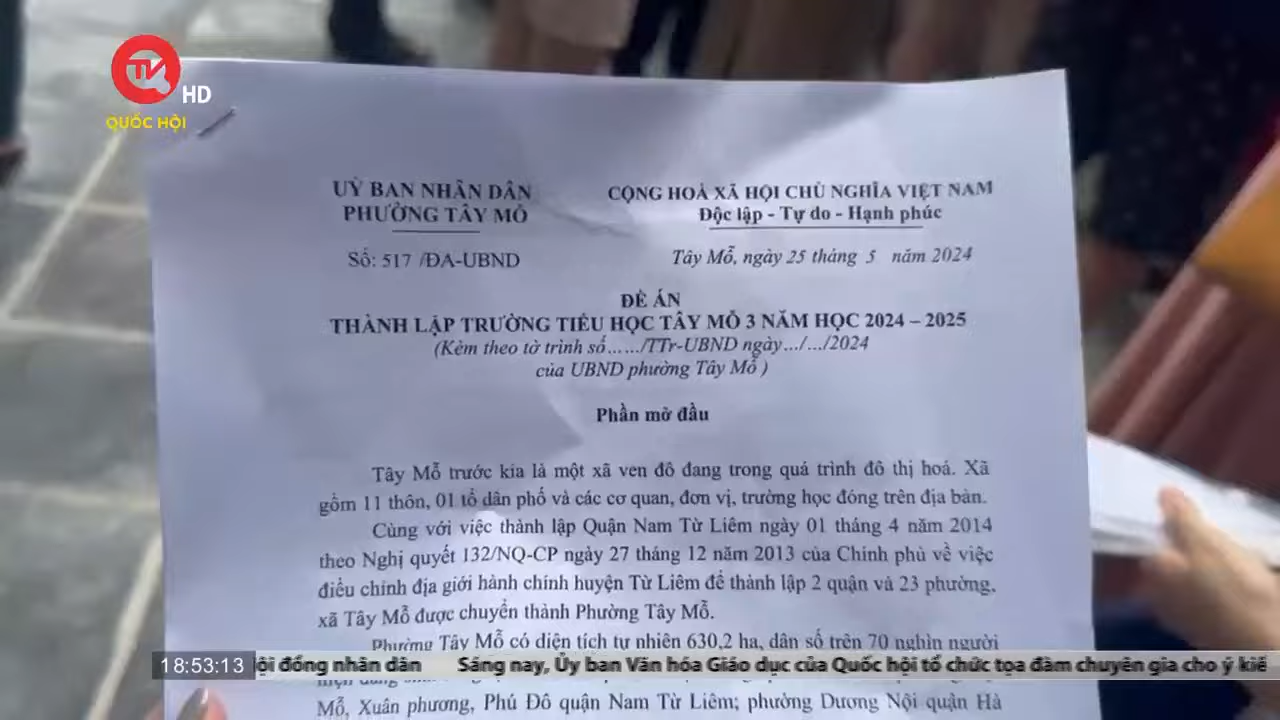 TV
HD
QUỐC HỘI
UỶ BAN NHÂN DÂN
PHƯỜNG TÂY MỖ
CỘNG HOÀ XÃ HỘI CHỦ NGHĨA VIỆT NAM
Độc lập - Tự do - Hạnh phúc
Số: 517 /ĐA-UBND
Tây Mỗ, ngày 25 tháng 5 năm 2024
ĐỀ ÁN
THÀNH LẬP TRƯỜNG TIỂU HỌC TÂY MỖ 3 NĂM HỌC 2024 – 2025
(Kèm theo tờ trình số....../TTr-UBND ngày.../.../2024
của UBND phường Tây Mỗ )
Phần mở đầu
Tây Mỗ trước kia là một xã ven đô đang trong quá trình đô thị hoá. Xã
gồm 11 thôn, 01 tổ dân phố và các cơ quan, đơn vị, trường học đóng trên địa bàn.
Cùng với việc thành lập Quận Nam Từ Liêm ngày 01 tháng 4 năm 2014
theo Nghị quyết 132/NQ-CP ngày 27 tháng 12 năm 2013 của Chính phủ về việc
điều chỉnh địa giới hành chính huyện Từ Liêm để thành lập 2 quận và 23 phường,
xã Tây Mỗ được chuyển thành Phường Tây Mỗ.
Phường Tây Mỗ có diện tích tự nhiên 630,2 ha, dân số trên 70 nghìn người
18:53:13 ội đồng nhân dân Sáng nay, Ủy ban Văn hóa Giáo dục của Quốc hội tổ chức tọa đàm chuyên gia cho ý kiế
Mỗ, Xuân phương, Phú Đô quận Nam Từ Liêm; phường Dương Nội quận Hà